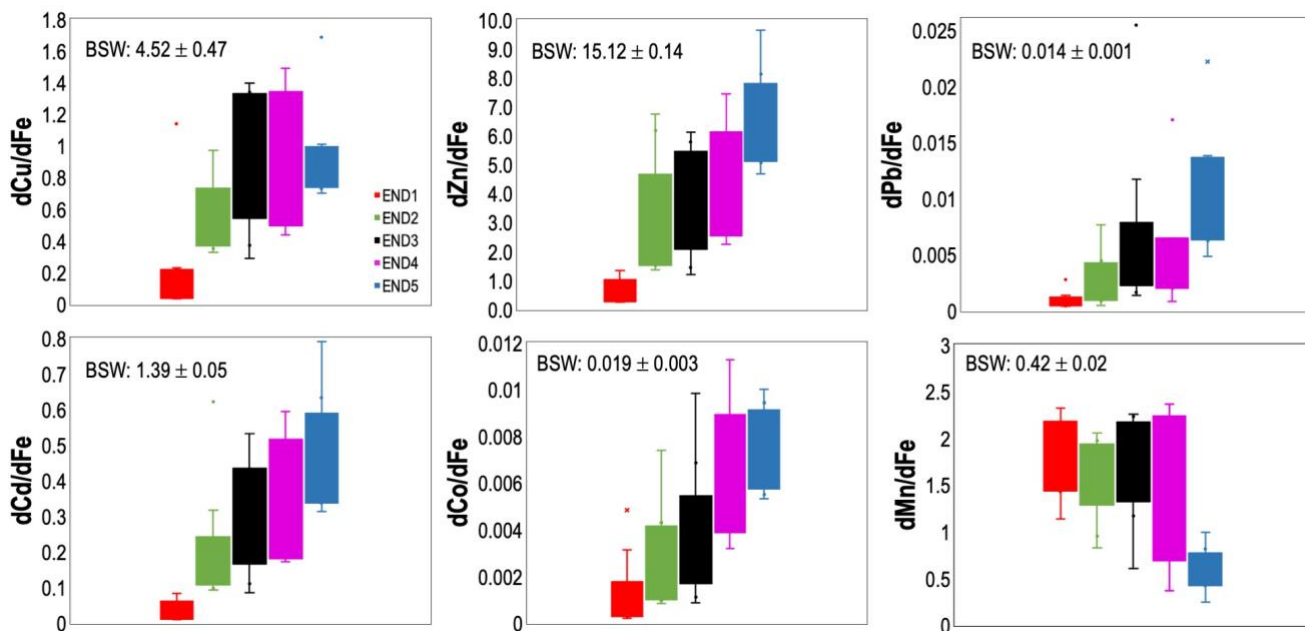 dCu/dFe
1.8
1.6
1.4
1.2
1
0.8
0.6
0.4
0.2
0
BSW: 4.52 ± 0.47
END1
END2
END3
END4
END5
dZn/dFe
10.0
9.0
8.0
7.0
6.0
5.0
4.0
3.0
2.0
1.0
0.0
BSW: 15.12 ± 0.14
dPb/dFe
0.025
0.02
0.015
0.01
0.005
0
BSW: 0.014 ± 0.001
dCd/dFe
0.8
0.7
0.6
0.5
0.4
0.3
0.2
0.1
0
BSW: 1.39 ± 0.05
dCo/dFe
0.012
0.01
0.008
0.006
0.004
0.002
0
BSW: 0.019 ± 0.003
dMn/dFe
3
2.5
2
1.5
1
0.5
0
BSW: 0.42 ± 0.02